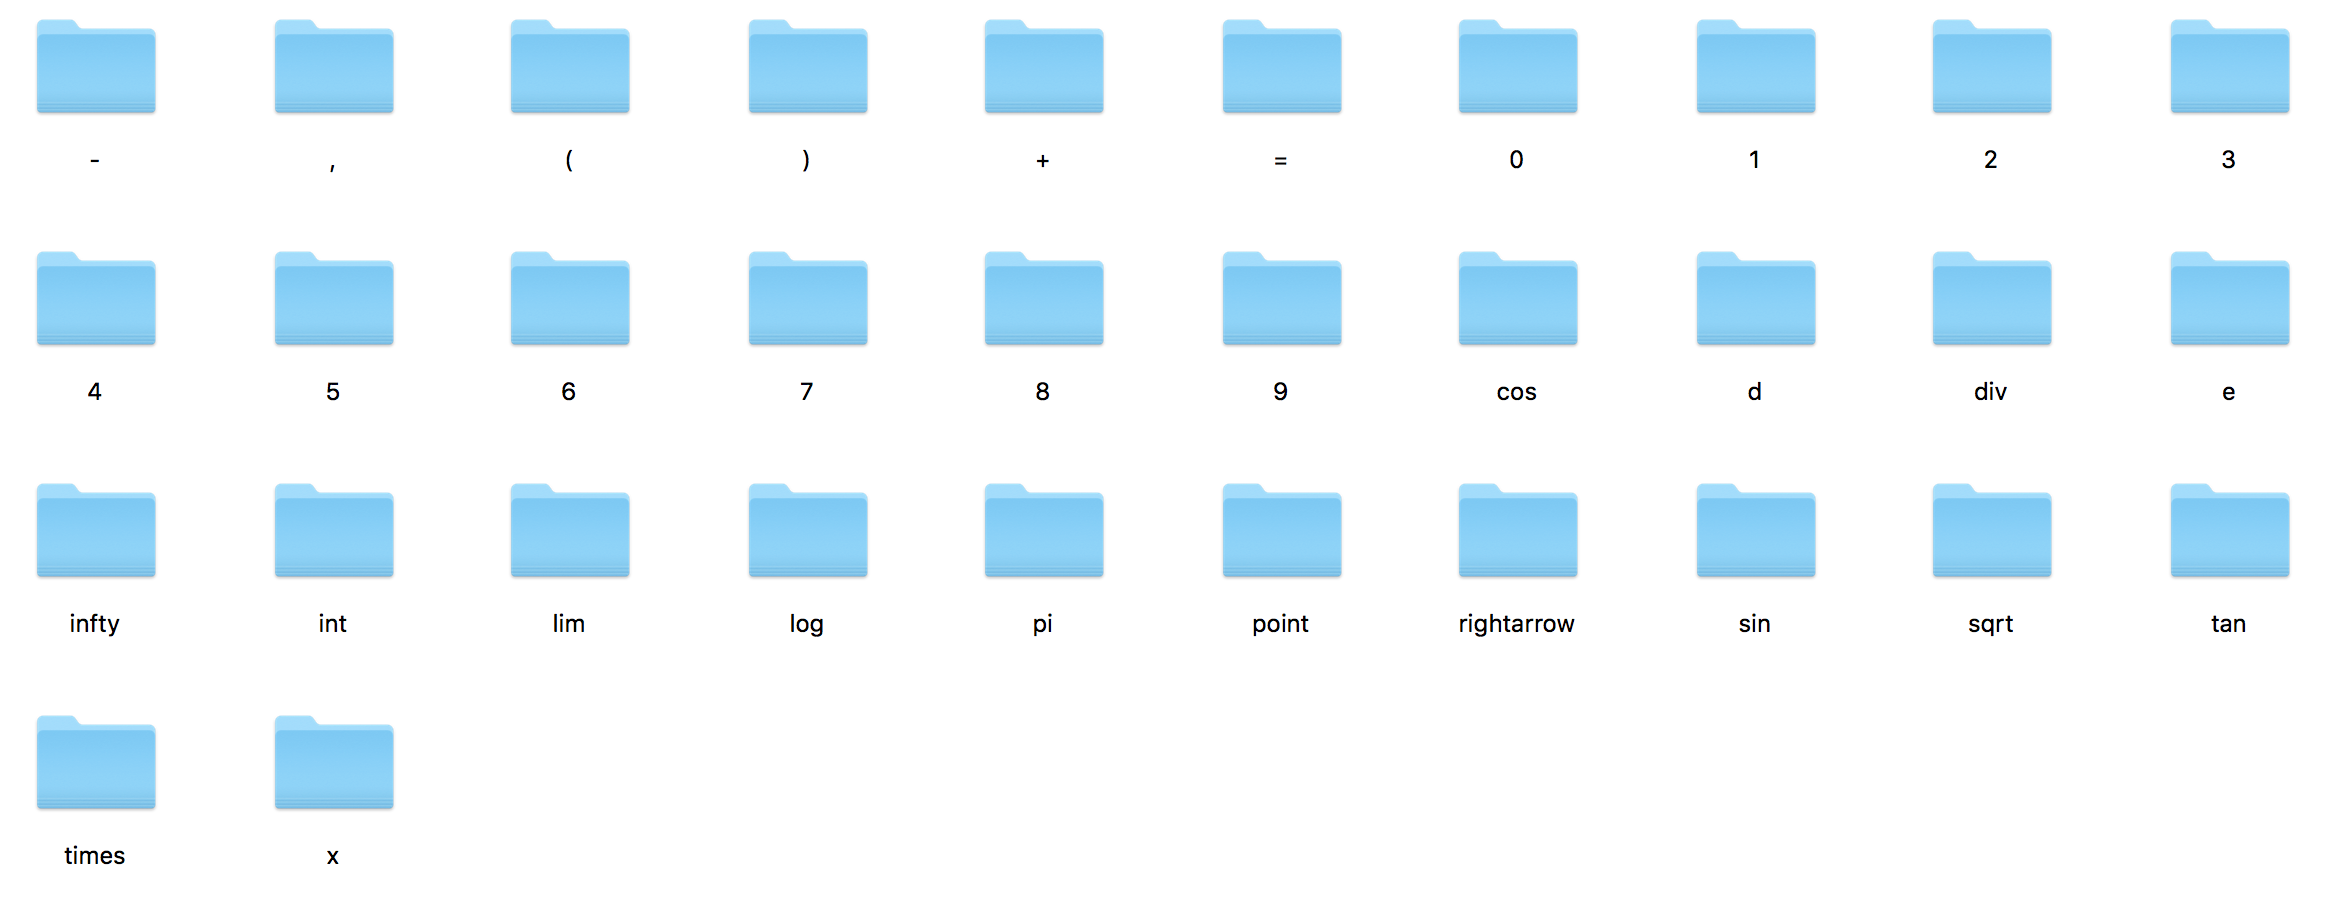 - , ( ) + = 0 1 2 3
4 5 6 7 8 9 cos d div e
infty int lim log pi point rightarrow sin sqrt tan
times x